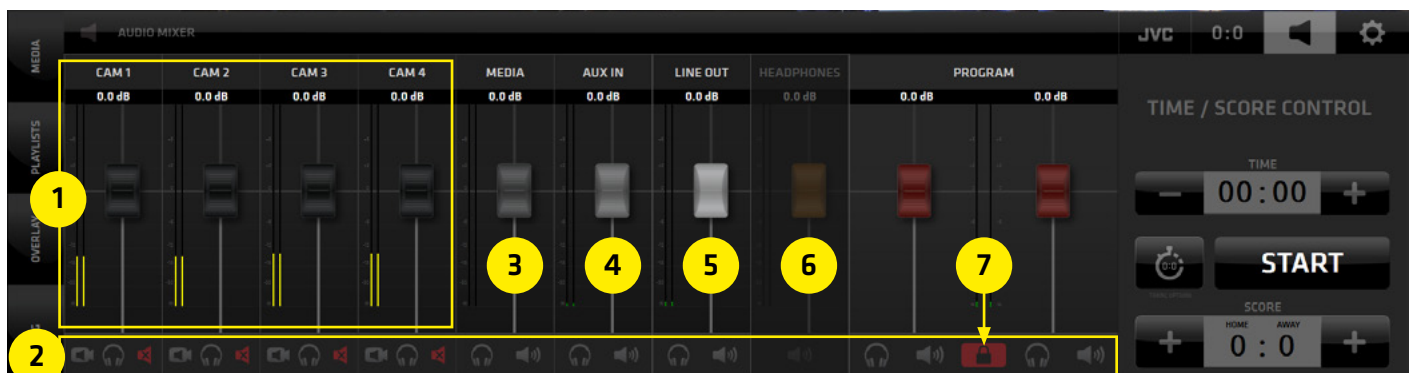 AUDIO MIXER
JVC 0:0
MEDIA
PLAYLISTS
OVERLAY
CAM 1 CAM 2 CAM 3 CAM 4 MEDIA AUX IN LINE OUT HEADPHONES PROGRAM
0.0 dB 0.0 dB 0.0 dB 0.0 dB 0.0 dB 0.0 dB 0.0 dB 0.0 dB 0.0 dB 0.0 dB
1
3 4 5 6 7
2
TIME / SCORE CONTROL
TIME
− 00:00 +
0:0 START
SCORE
HOME AWAY
+ 0 : 0 +